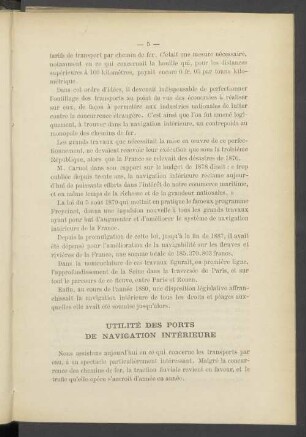 — 5 —
tarifs de transport par chemin de fer. C'était une mesure nécessaire,
notamment en ce qui concernait la houille qui, pour les distances
supérieures à 100 kilomètres, payait encore 0 fr. 05 par tonne kilo-
métrique.
Dans cet ordre d'idées, il devenait indispensable de perfectionner
l'outillage des transports au point de vue des économies à réaliser
sur eux, de façon à permettre aux industries nationales de lutter
contre la concurrence étrangère. C'est ainsi que l'on fut amené logi-
quement, à trouver dans la navigation intérieure, un contrepoids au
monopole des chemins de fer.
Les grands travaux que nécessitait la mise en œuvre de ce perfec-
tionnement, ne devaient recevoir leur exécution que sous la troisième
République, alors que la France se relevait des désastres de 1870.
M. Carnot dans son rapport sur le budget de 1878 disait :
oubliée depuis trente ans, la navigation intérieure réclame aujour-
d'hui de puissants efforts dans l'intérêt de notre commerce maritime,
en même temps de la richesse et de la grandeur nationales. »
La loi du 5 août 1879 qui mettait en pratique le fameux programme
Freycinet, donna une impulsion nouvelle à tous les grands travaux
ayant pour but d'augmenter et d'améliorer le système de navigation
intérieure de la France.
Depuis la promulgation de cette loi, jusqu'à la fin de 1887, il avait
été dépensé pour l'amélioration de la navigabilité sur les fleuves et
rivières de la France, une somme totale de francs.
Dans la nomenclature de ces travaux figurait, en première ligne,
l'approfondissement de la Seine dans la traversée de Paris, et sur
tout le parcours de ce fleuve, entre Paris et Rouen.
Enfin, au cours de l'année 1880, une disposition législative affran-
chissait la navigation intérieure de tous les droits et péages aux-
quelles elle avait été soumise jusqu'alors.
UTILITÉ DES PORTS
DE NAVIGATION INTÉRIEURE
Nous assistons aujourd'hui en ce qui concerne les transports par
eau, à un spectacle particulièrement intéressant. Malgré la concur-
rence des chemins de fer, la traction fluviale revient en faveur, et le
trafic qu'elle opère s'accroît d'année en année.